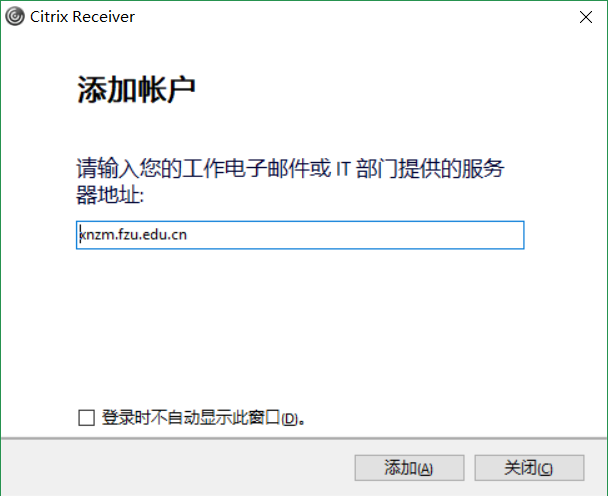 Citrix Receiver
添加帐户
请输入您的工作电子邮件或 IT 部门提供的服务
器地址:
xnzm.fzu.edu.cn
登录时不自动显示此窗口(D)。
添加(A) 关闭(C)